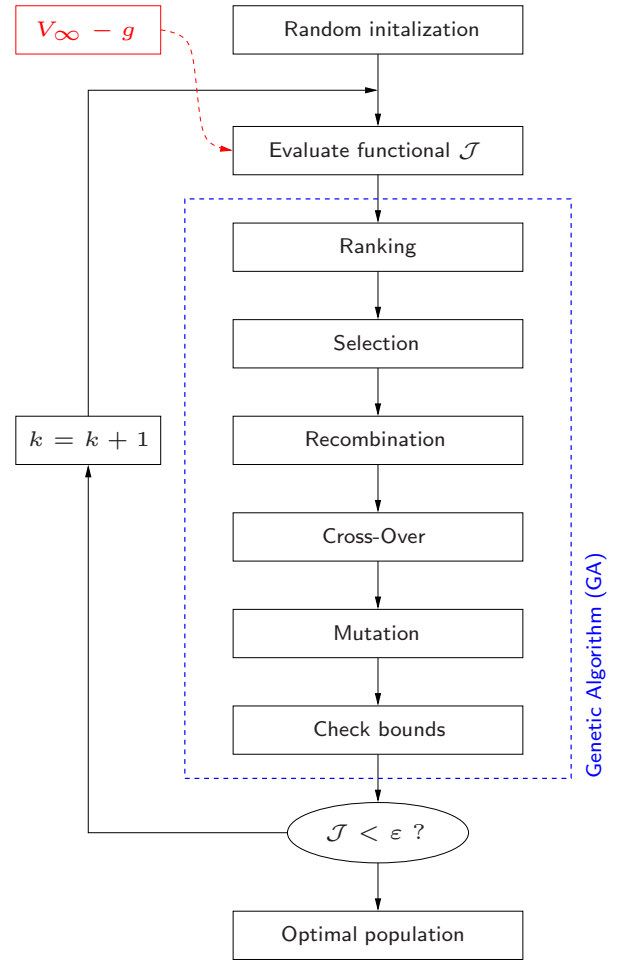 V∞ − g
Random initalization
Evaluate functional 𝒥
Ranking
Selection
k = k + 1
Recombination
Cross-Over
Mutation
Check bounds
Genetic Algorithm (GA)
𝒥 < ε ?
Optimal population